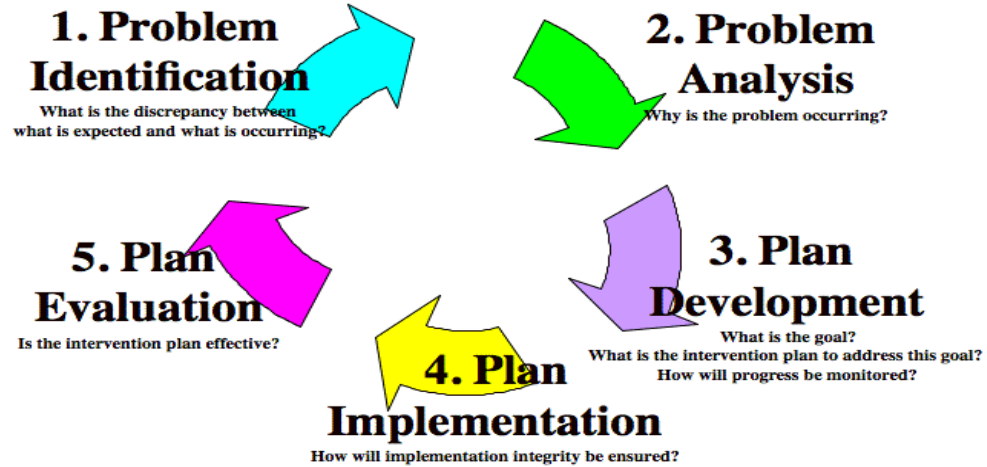 1. Problem
Identification
What is the discrepancy between
what is expected and what is occurring?
2. Problem
Analysis
Why is the problem occurring?
3. Plan
Development
What is the goal?
What is the intervention plan to address this goal?
How will progress be monitored?
4. Plan
Implementation
How will implementation integrity be ensured?
5. Plan
Evaluation
Is the intervention plan effective?